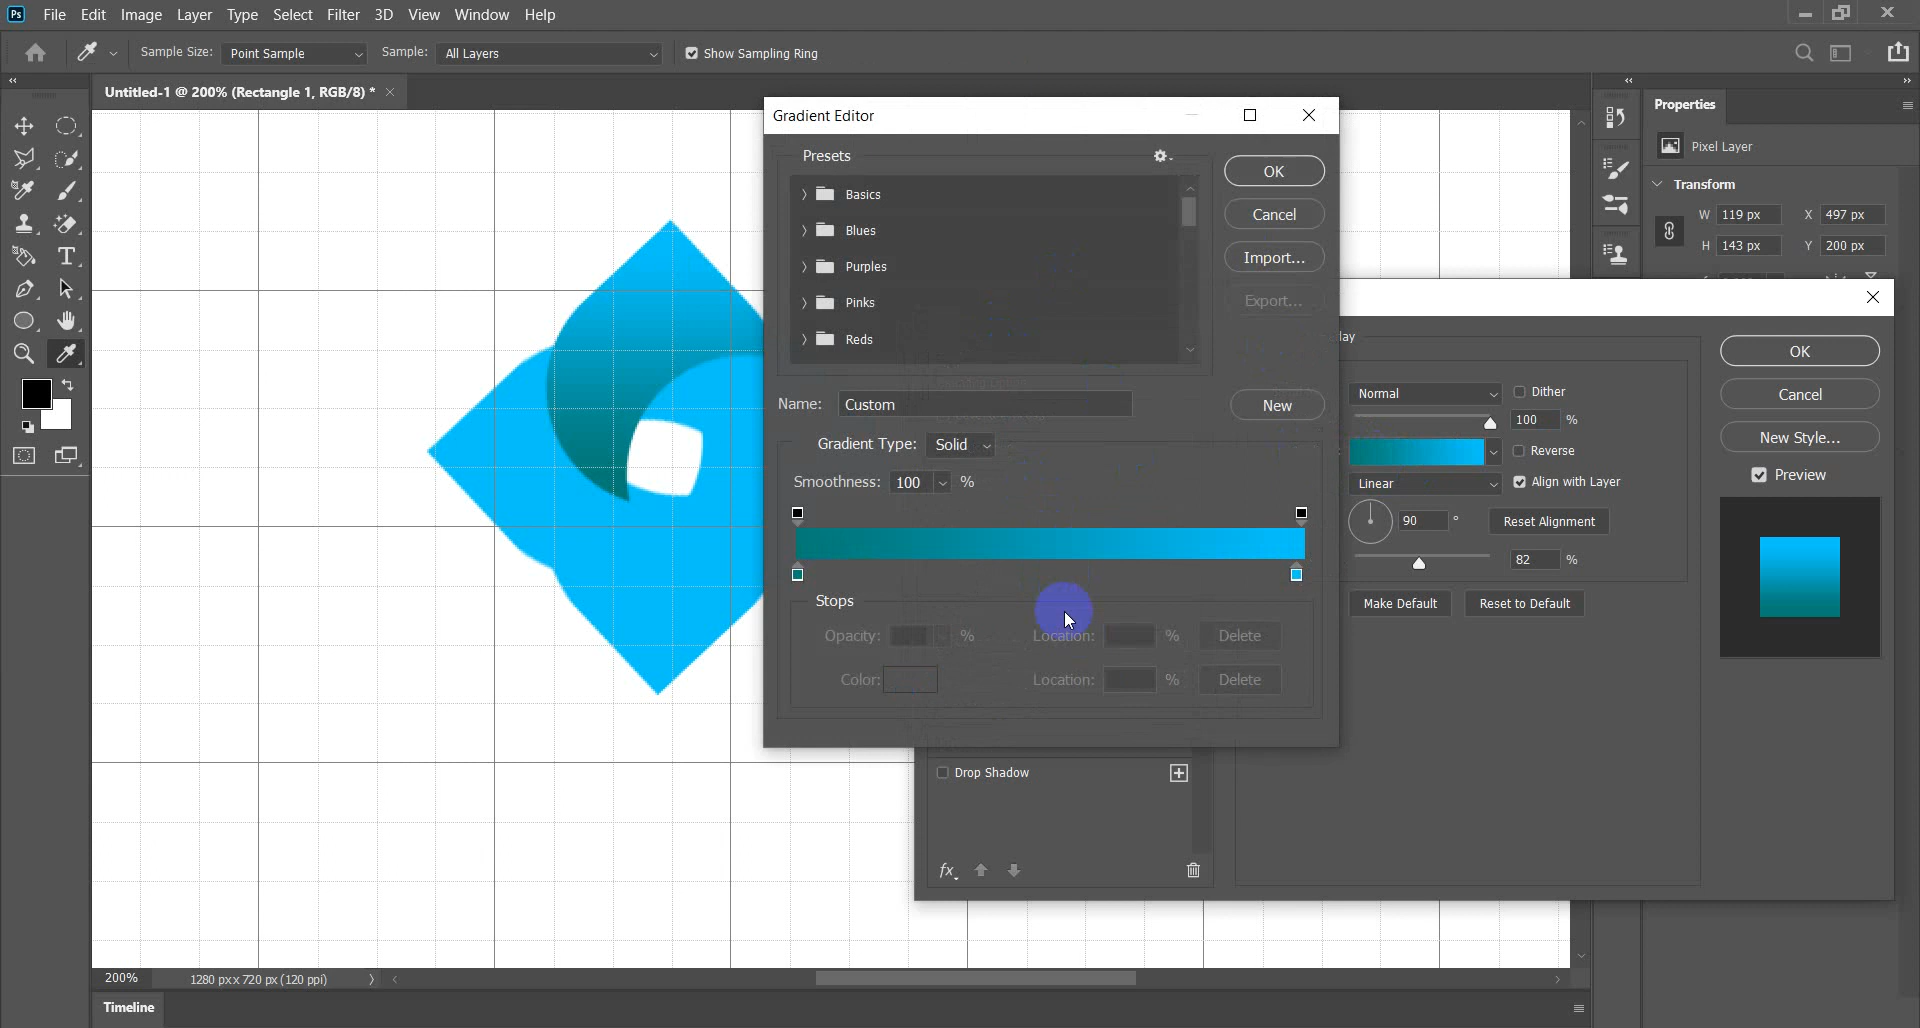 Ps File Edit Image Layer Type Select Filter 3D View Window Help
Sample Size: Point Sample Sample: All Layers Show Sampling Ring
Untitled-1 @ 200% (Rectangle 1, RGB/8) *
Gradient Editor
Presets
Basics
Blues
Purples
Pinks
Reds
OK
Cancel
Import...
Export...
Name: Custom
New
Gradient Type: Solid
Smoothness: 100 %
Stops
Opacity: % Location: % Delete
Color: Location: % Delete
Properties
Pixel Layer
Transform
W 119 px X 497 px
H 143 px Y 200 px
lay
Normal Dither
100 %
Reverse
Linear Align with Layer
90 ° Reset Alignment
82 %
Make Default Reset to Default
OK
Cancel
New Style...
Preview
Drop Shadow
fx
200% 1280 px x 720 px (120 ppi)
Timeline